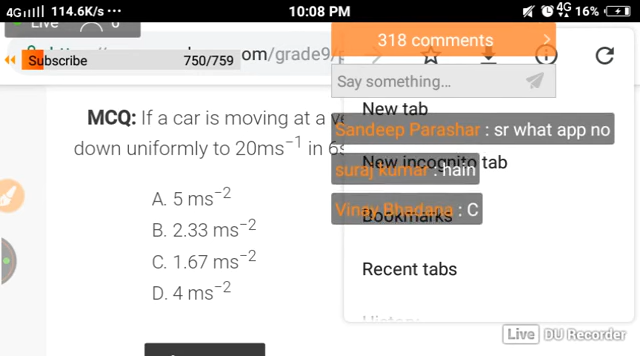 4G 114.6K/s ··· 10:08 PM 4G 16%
Live
318 comments
om/grade9/
Subscribe 750/759
Say something...
MCQ: If a car is moving at a ve
New tab
Sandeep Parashar : sr what app no
down uniformly to 20ms⁻¹ in 6s
New incognito tab
suraj kumar : hain
A. 5 ms⁻²
Vinay Bhadana : C
Bookmarks
B. 2.33 ms⁻²
C. 1.67 ms⁻²
Recent tabs
D. 4 ms⁻²
History
Live DU Recorder